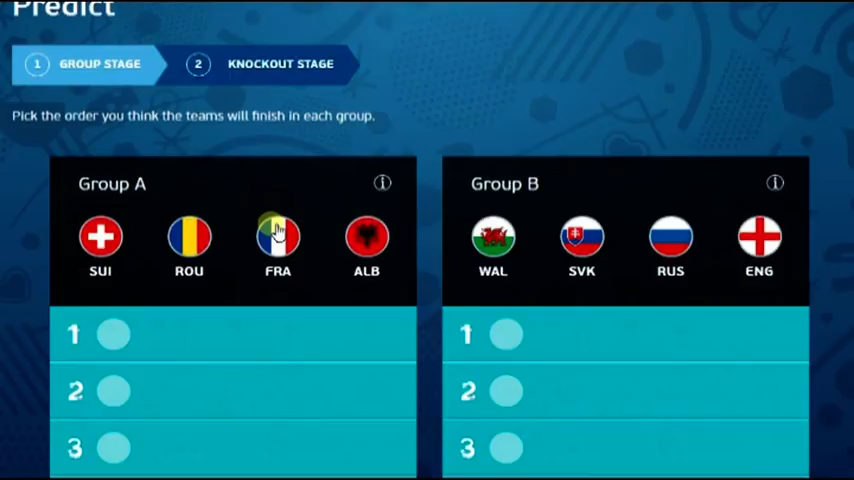 Predict
1 GROUP STAGE 2 KNOCKOUT STAGE
Pick the order you think the teams will finish in each group.
Group A i
SUI ROU FRA ALB
1
2
3
Group B i
WAL SVK RUS ENG
1
2
3